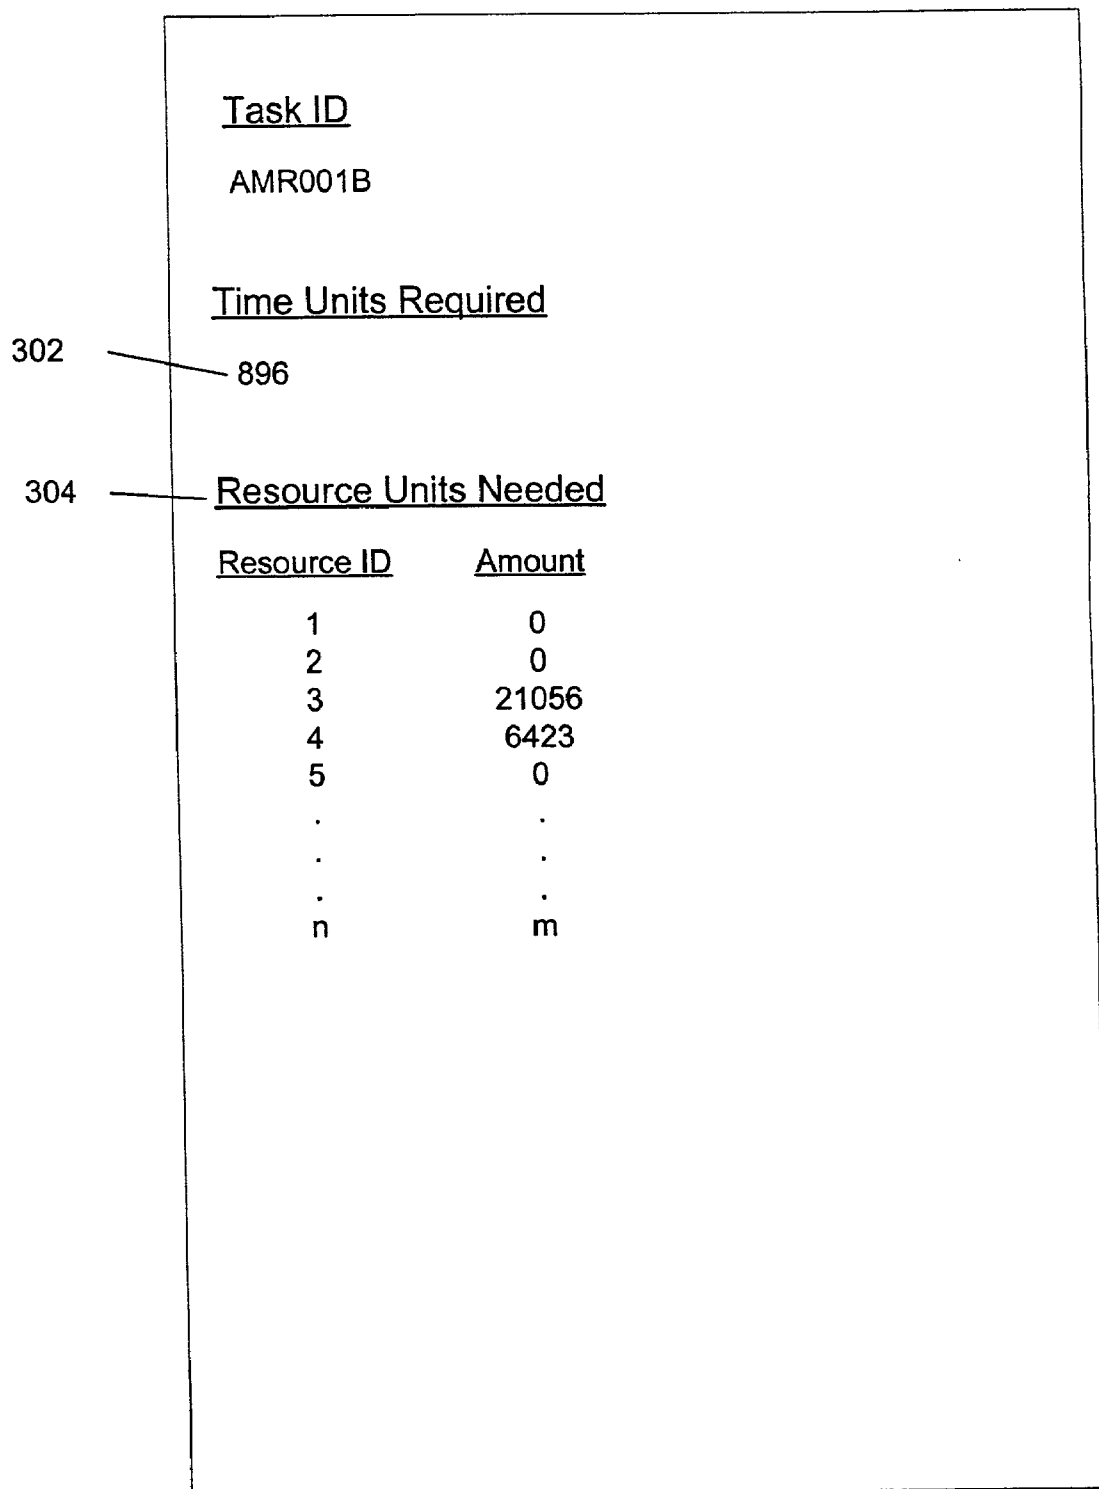 Task ID
AMR001B
Time Units Required
302
896
304
Resource Units Needed
Resource ID Amount
1 0
2 0
3 21056
4 6423
5 0
. .
. .
. .
n m